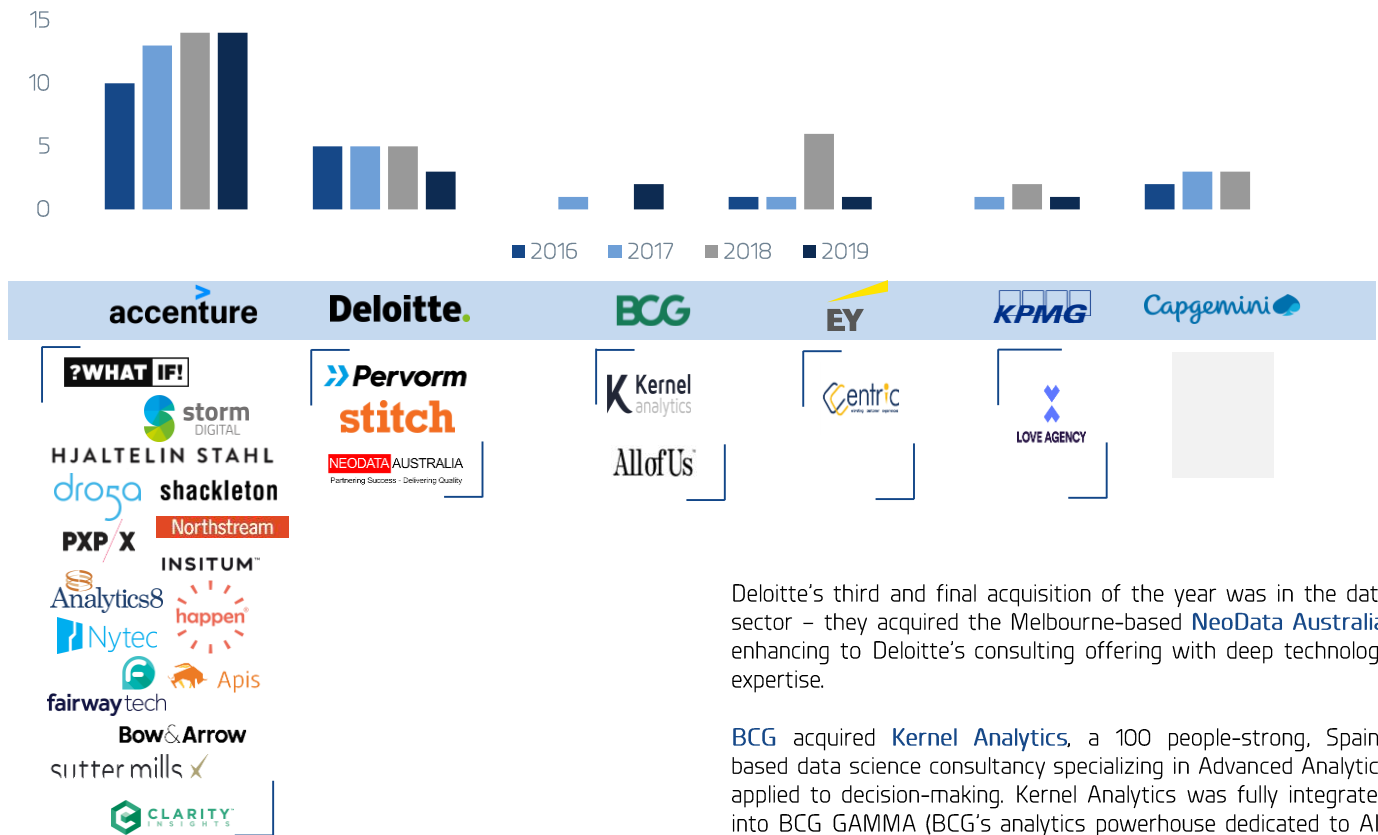 15
10
5
0
2016 2017 2018 2019
accenture Deloitte. BCG EY KPMG Capgemini
?WHAT IF!
storm
DIGITAL
HJALTELIN STAHL
droga5 shackleton
PXP/X
Northstream
INSITUM™
Analytics8
happen®
Nytec
Apis
fairwaytech
Bow&Arrow
sutter mills
CLARITY™
INSIGHTS
Pervorm
stitch
NEODATA AUSTRALIA
Partnering Success - Delivering Quality
Kernel
analytics
AllofUs
Centric
LOVE AGENCY
Deloitte's third and final acquisition of the year was in the dat
sector – they acquired the Melbourne-based NeoData Australia
enhancing to Deloitte's consulting offering with deep technolog
expertise.
BCG acquired Kernel Analytics, a 100 people-strong, Spain
based data science consultancy specializing in Advanced Analytic
applied to decision-making. Kernel Analytics was fully integrate
into BCG GAMMA (BCG's analytics powerhouse dedicated to AI